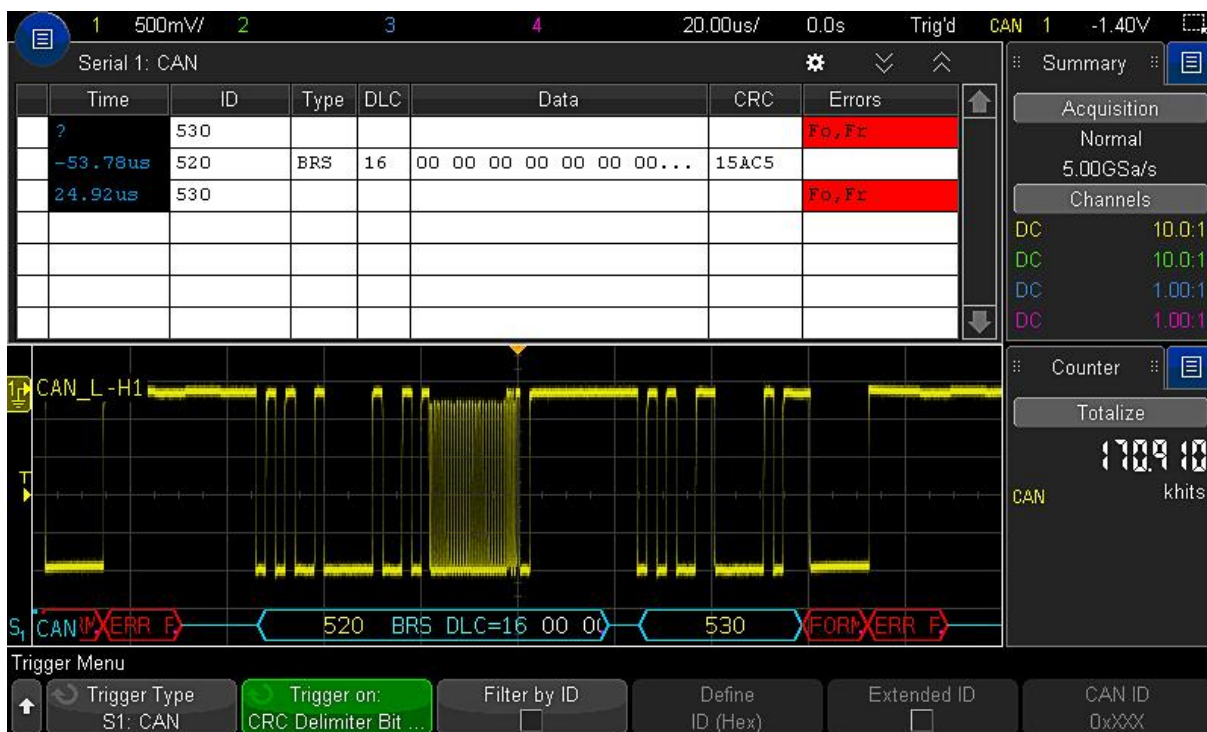 1 500mV/ 2 3 4 20.00us/ 0.0s Trig'd CAN 1 -1.40V
Serial 1: CAN
Time ID Type DLC Data CRC Errors
? 530 Fo,Fr
-53.78us 520 BRS 16 00 00 00 00 00 00 00... 15AC5
24.92us 530 Fo,Fr
Summary
Acquisition
Normal
5.00GSa/s
Channels
DC 10.0:1
DC 10.0:1
DC 1.00:1
DC 1.00:1
Counter
Totalize
170.910
CAN khits
CAN_L-H1
T
S1 CAN ERR F 520 BRS DLC=16 00 00 530 FORM ERR F
Trigger Menu
Trigger Type
S1: CAN
Trigger on:
CRC Delimiter Bit ...
Filter by ID
Define
ID (Hex)
Extended ID
CAN ID
0xXXX